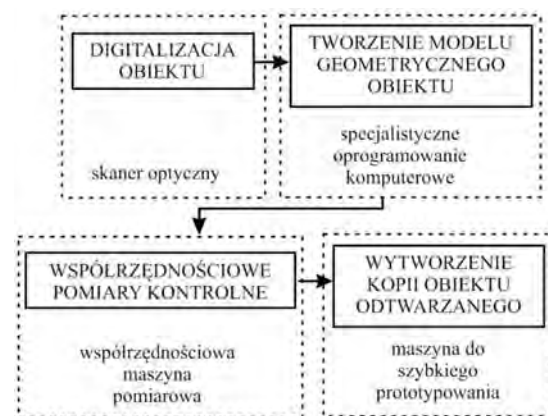 DIGITALIZACJA
OBIEKTU
skaner optyczny
TWORZENIE MODELU
GEOMETRYCZNEGO
OBIEKTU
specjalistyczne
oprogramowanie
komputerowe
WSPÓŁRZĘDNOŚCIOWE
POMIARY KONTROLNE
współrzędnościowa
maszyna
pomiarowa
WYTWORZENIE
KOPII OBIEKTU
ODTWARZANEGO
maszyna do
szybkiego
prototypowania